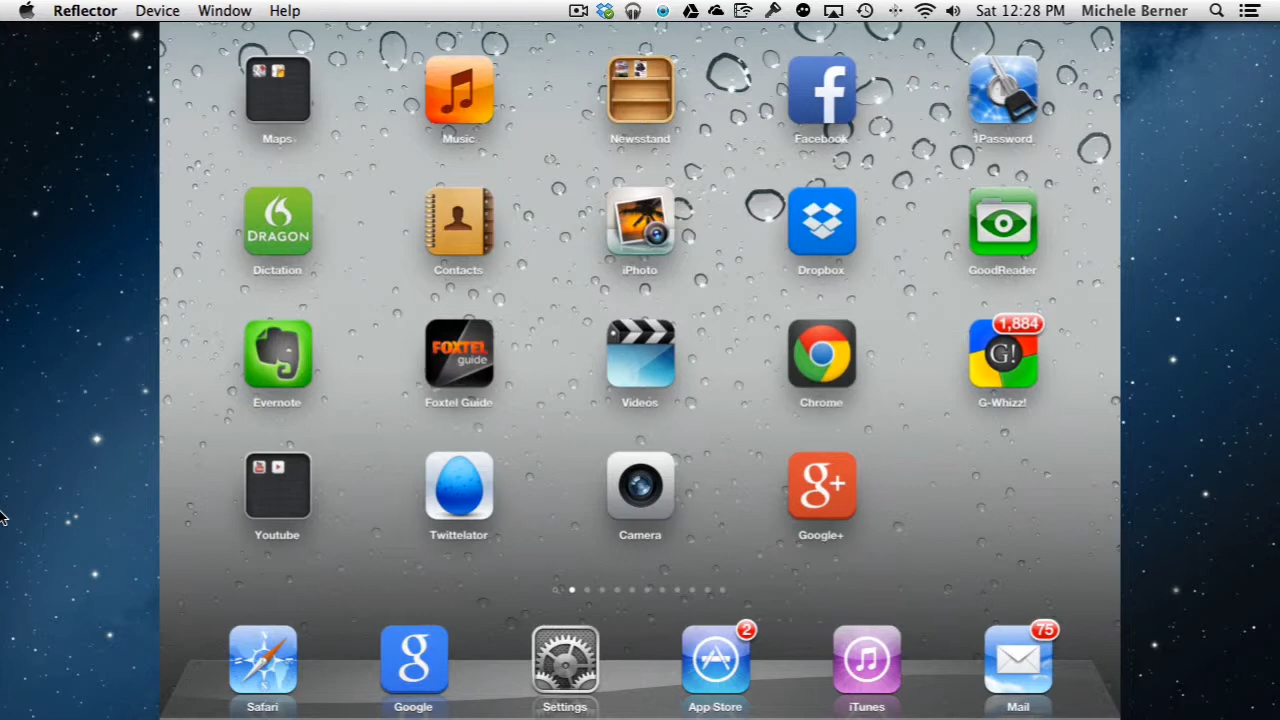 Reflector Device Window Help Sat 12:28 PM Michele Berner
Maps Music Newsstand Facebook 1Password
DRAGON
Dictation Contacts iPhoto Dropbox GoodReader
1,884
FOXTEL
guide
G!
Evernote Foxtel Guide Videos Chrome G-Whizz!
g+
Youtube Twittelator Camera Google+
2 75
g
Safari Google Settings App Store iTunes Mail